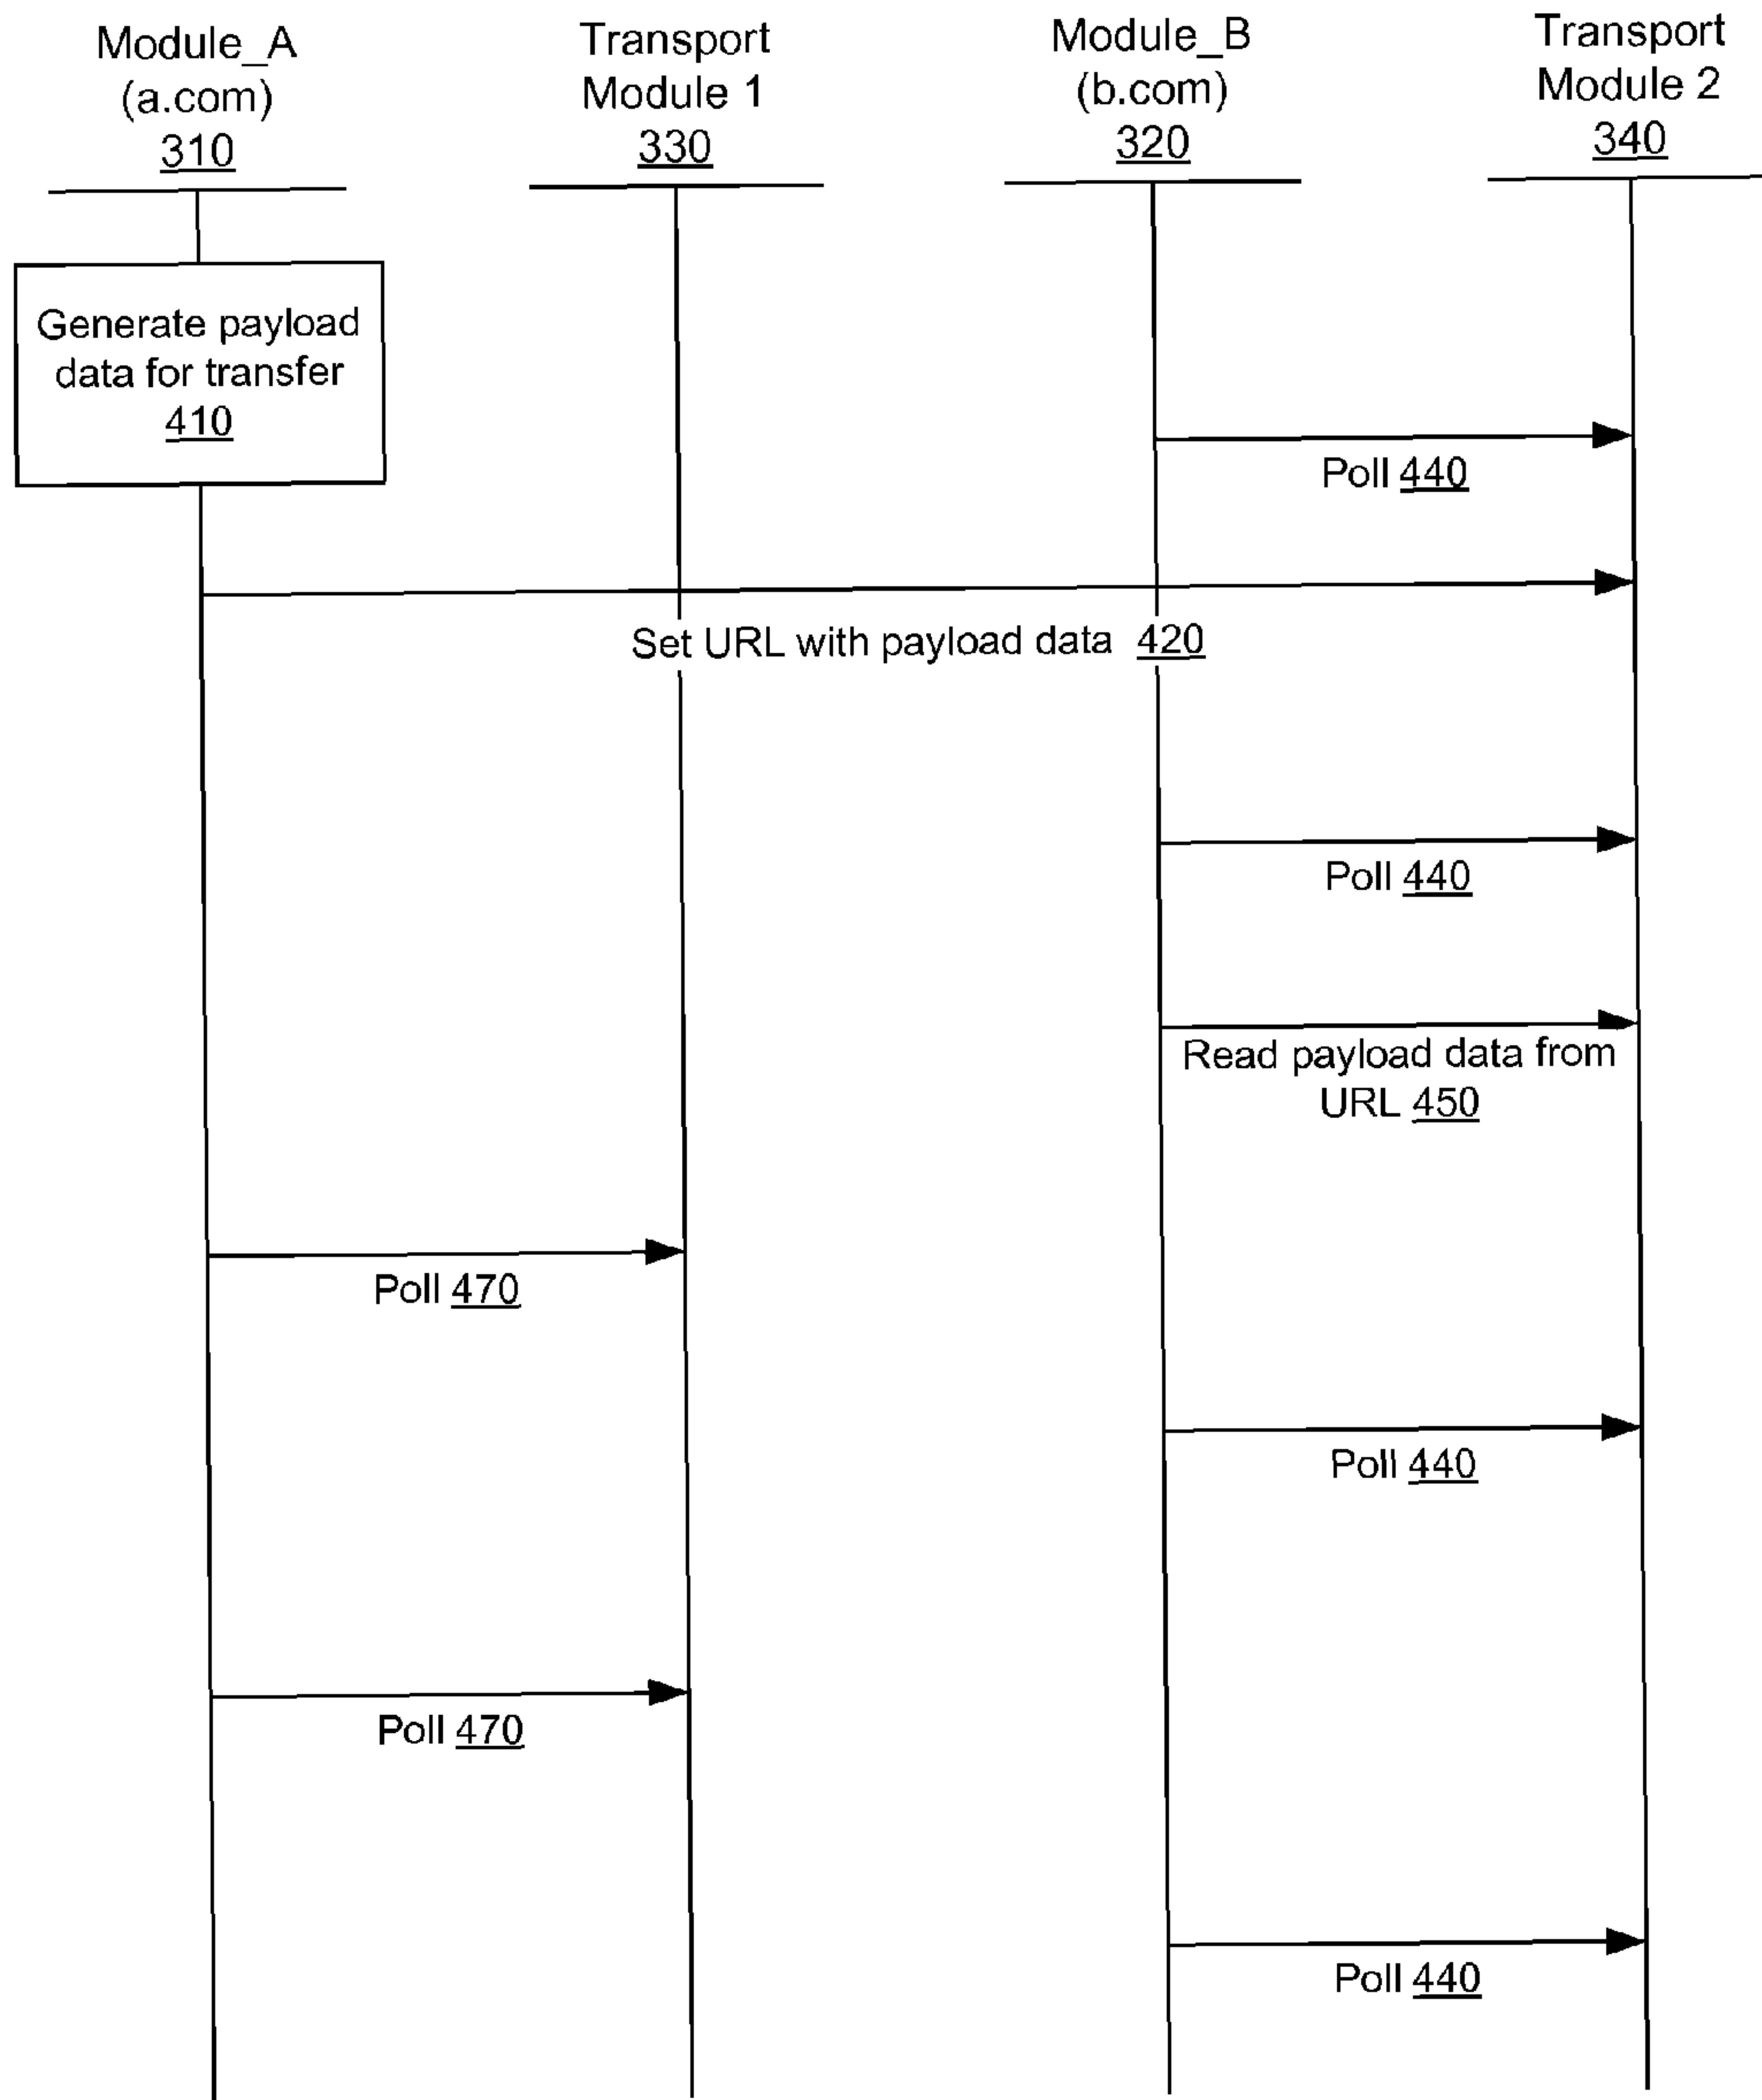 Module_A
(a.com)
310
Transport
Module 1
330
Module_B
(b.com)
320
Transport
Module 2
340
Generate payload
data for transfer
410
Poll 440
Set URL with payload data 420
Poll 440
Read payload data from
URL 450
Poll 470
Poll 440
Poll 470
Poll 440